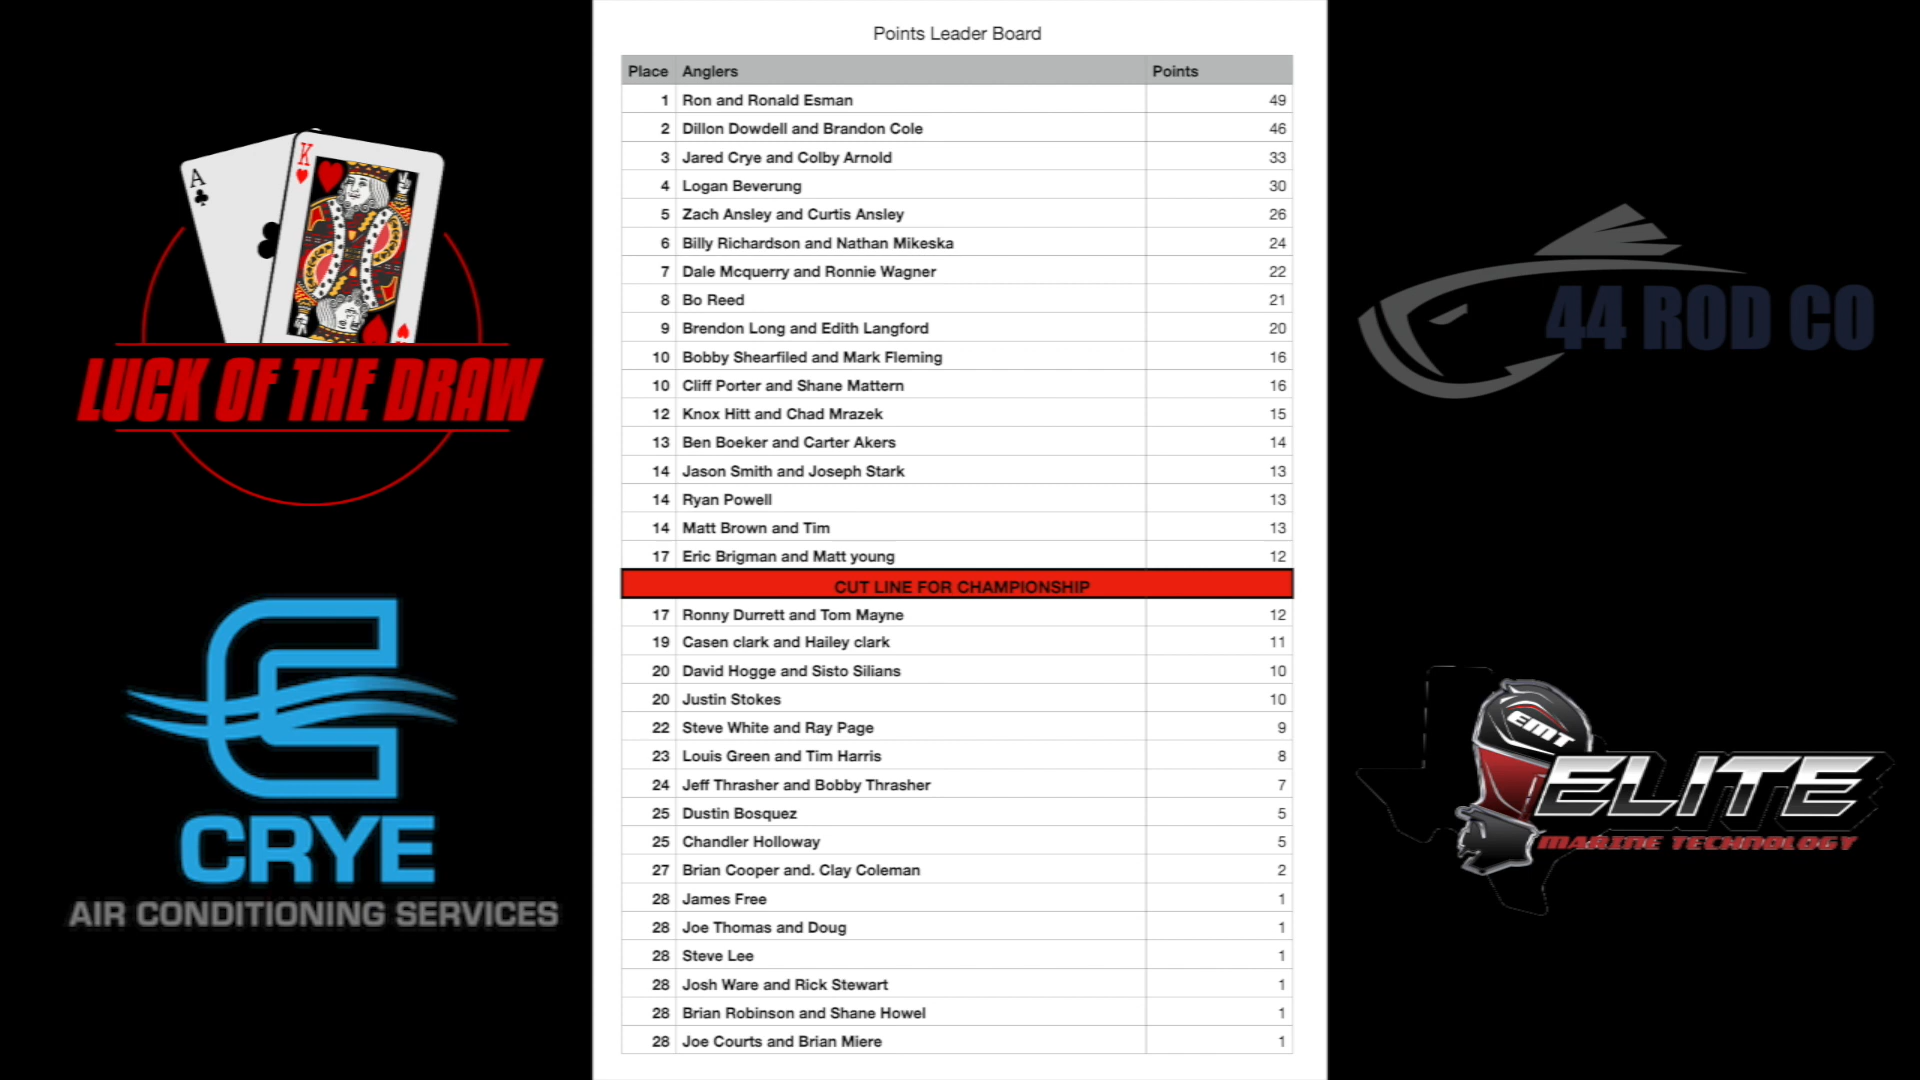 Points Leader Board
Place Anglers Points
1 Ron and Ronald Esman 49
2 Dillon Dowdell and Brandon Cole 46
3 Jared Crye and Colby Arnold 33
4 Logan Beverung 30
5 Zach Ansley and Curtis Ansley 26
6 Billy Richardson and Nathan Mikeska 24
7 Dale Mcquerry and Ronnie Wagner 22
8 Bo Reed 21
9 Brendon Long and Edith Langford 20
10 Bobby Shearfiled and Mark Fleming 16
10 Cliff Porter and Shane Mattern 16
12 Knox Hitt and Chad Mrazek 15
13 Ben Boeker and Carter Akers 14
14 Jason Smith and Joseph Stark 13
14 Ryan Powell 13
14 Matt Brown and Tim 13
17 Eric Brigman and Matt young 12
CUT LINE FOR CHAMPIONSHIP
17 Ronny Durrett and Tom Mayne 12
19 Casen clark and Hailey clark 11
20 David Hogge and Sisto Silians 10
20 Justin Stokes 10
22 Steve White and Ray Page 9
23 Louis Green and Tim Harris 8
24 Jeff Thrasher and Bobby Thrasher 7
25 Dustin Bosquez 5
25 Chandler Holloway 5
27 Brian Cooper and. Clay Coleman 2
28 James Free 1
28 Joe Thomas and Doug 1
28 Steve Lee 1
28 Josh Ware and Rick Stewart 1
28 Brian Robinson and Shane Howel 1
28 Joe Courts and Brian Miere 1
A
K
LUCK OF THE DRAW
CRYE
AIR CONDITIONING SERVICES
44 ROD CO
EMT
ELITE
MARINE TECHNOLOGY